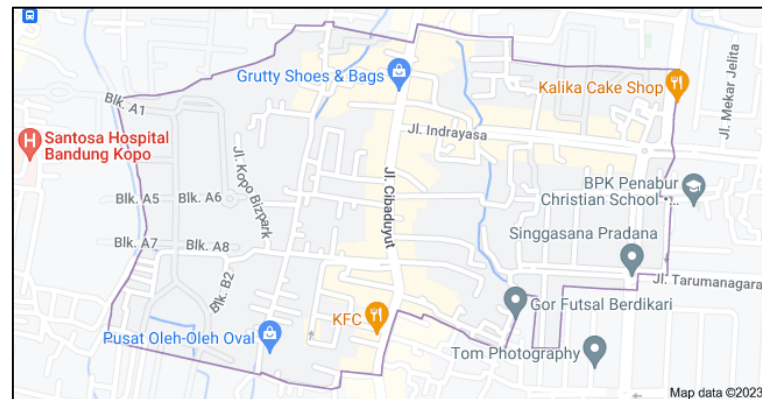 Grutty Shoes & Bags
Kalika Cake Shop
Blk. A1
Jl. Mekar Jelita
Jl. Indrayasa
Santosa Hospital
Bandung Kopo
Jl. Kopo Bizpark
Jl. Cibaduyut
BPK Penabur
Christian School •...
Blk. A5
Blk. A6
Singgasana Pradana
Blk. A7
Blk. A8
Jl. Tarumanagara
Blk. B2
Gor Futsal Berdikari
KFC
Pusat Oleh-Oleh Oval
Tom Photography
Map data ©2023